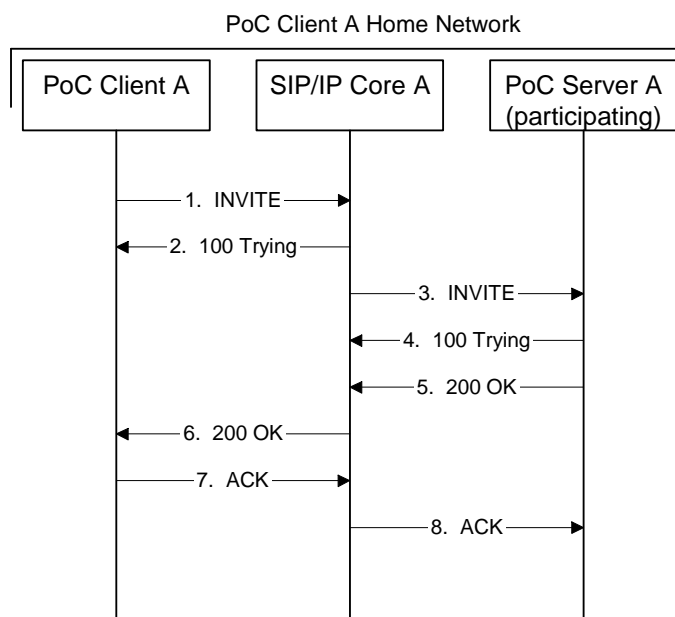 PoC Client A Home Network
PoC Client A
SIP/IP Core A
PoC Server A
(participating)
1. INVITE
2. 100 Trying
3. INVITE
4. 100 Trying
5. 200 OK
6. 200 OK
7. ACK
8. ACK